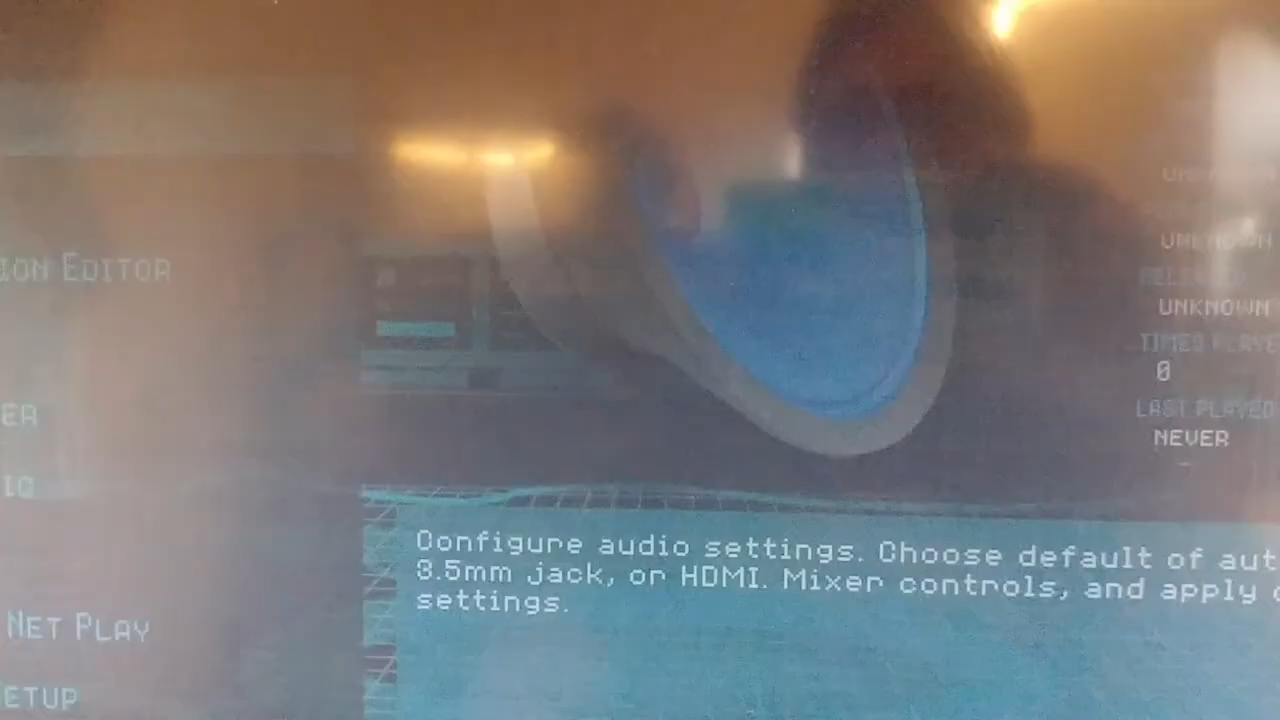 ION EDITOR
ER
NET PLAY
ETUP
UNKNOWN
UNKNOWN
TIMES PLAYE
0
LAST PLAYED
NEVER
Configure audio settings. Choose default of aut
3.5mm jack, or HDMI. Mixer controls, and apply
settings.